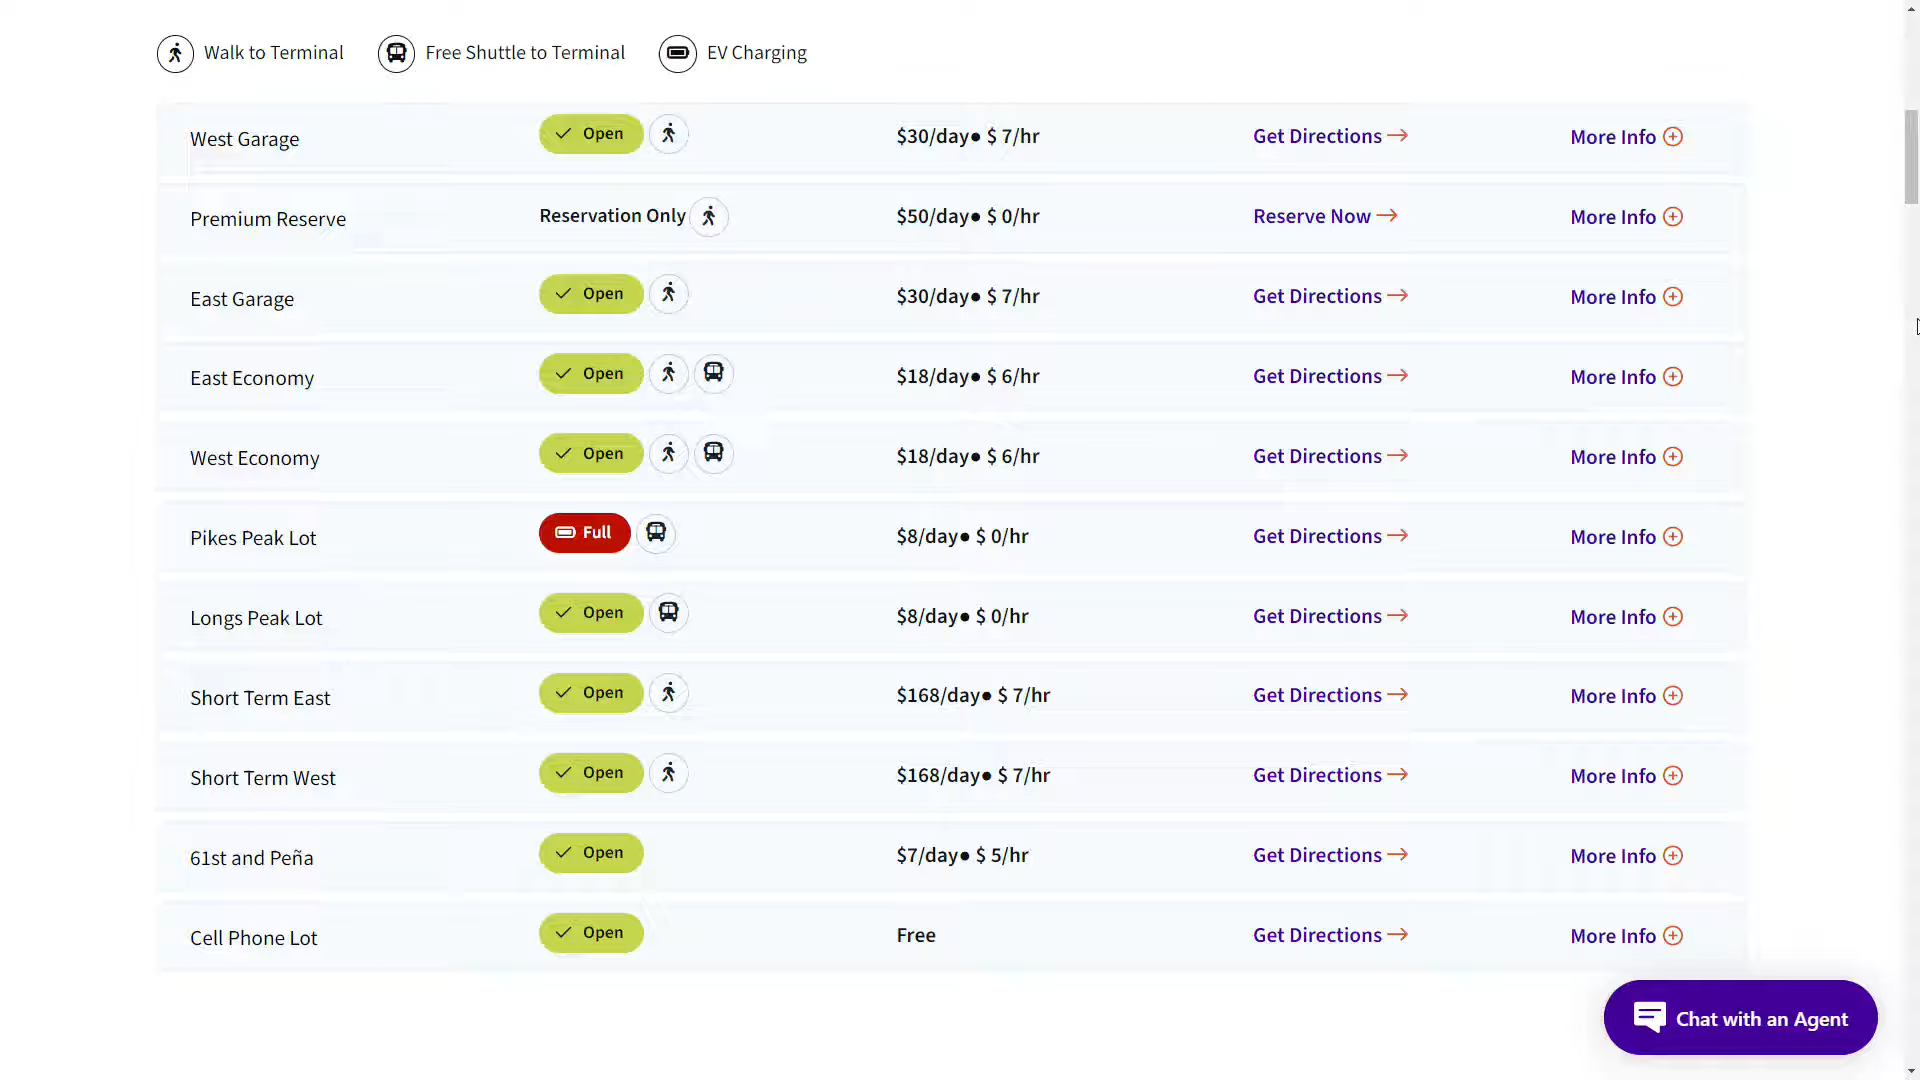 Walk to Terminal Free Shuttle to Terminal EV Charging
West Garage Open $30/day● $ 7/hr Get Directions More Info
Premium Reserve Reservation Only $50/day● $ 0/hr Reserve Now More Info
East Garage Open $30/day● $ 7/hr Get Directions More Info
East Economy Open $18/day● $ 6/hr Get Directions More Info
West Economy Open $18/day● $ 6/hr Get Directions More Info
Pikes Peak Lot Full $8/day● $ 0/hr Get Directions More Info
Longs Peak Lot Open $8/day● $ 0/hr Get Directions More Info
Short Term East Open $168/day● $ 7/hr Get Directions More Info
Short Term West Open $168/day● $ 7/hr Get Directions More Info
61st and Peña Open $7/day● $ 5/hr Get Directions More Info
Cell Phone Lot Open Free Get Directions More Info
Chat with an Agent